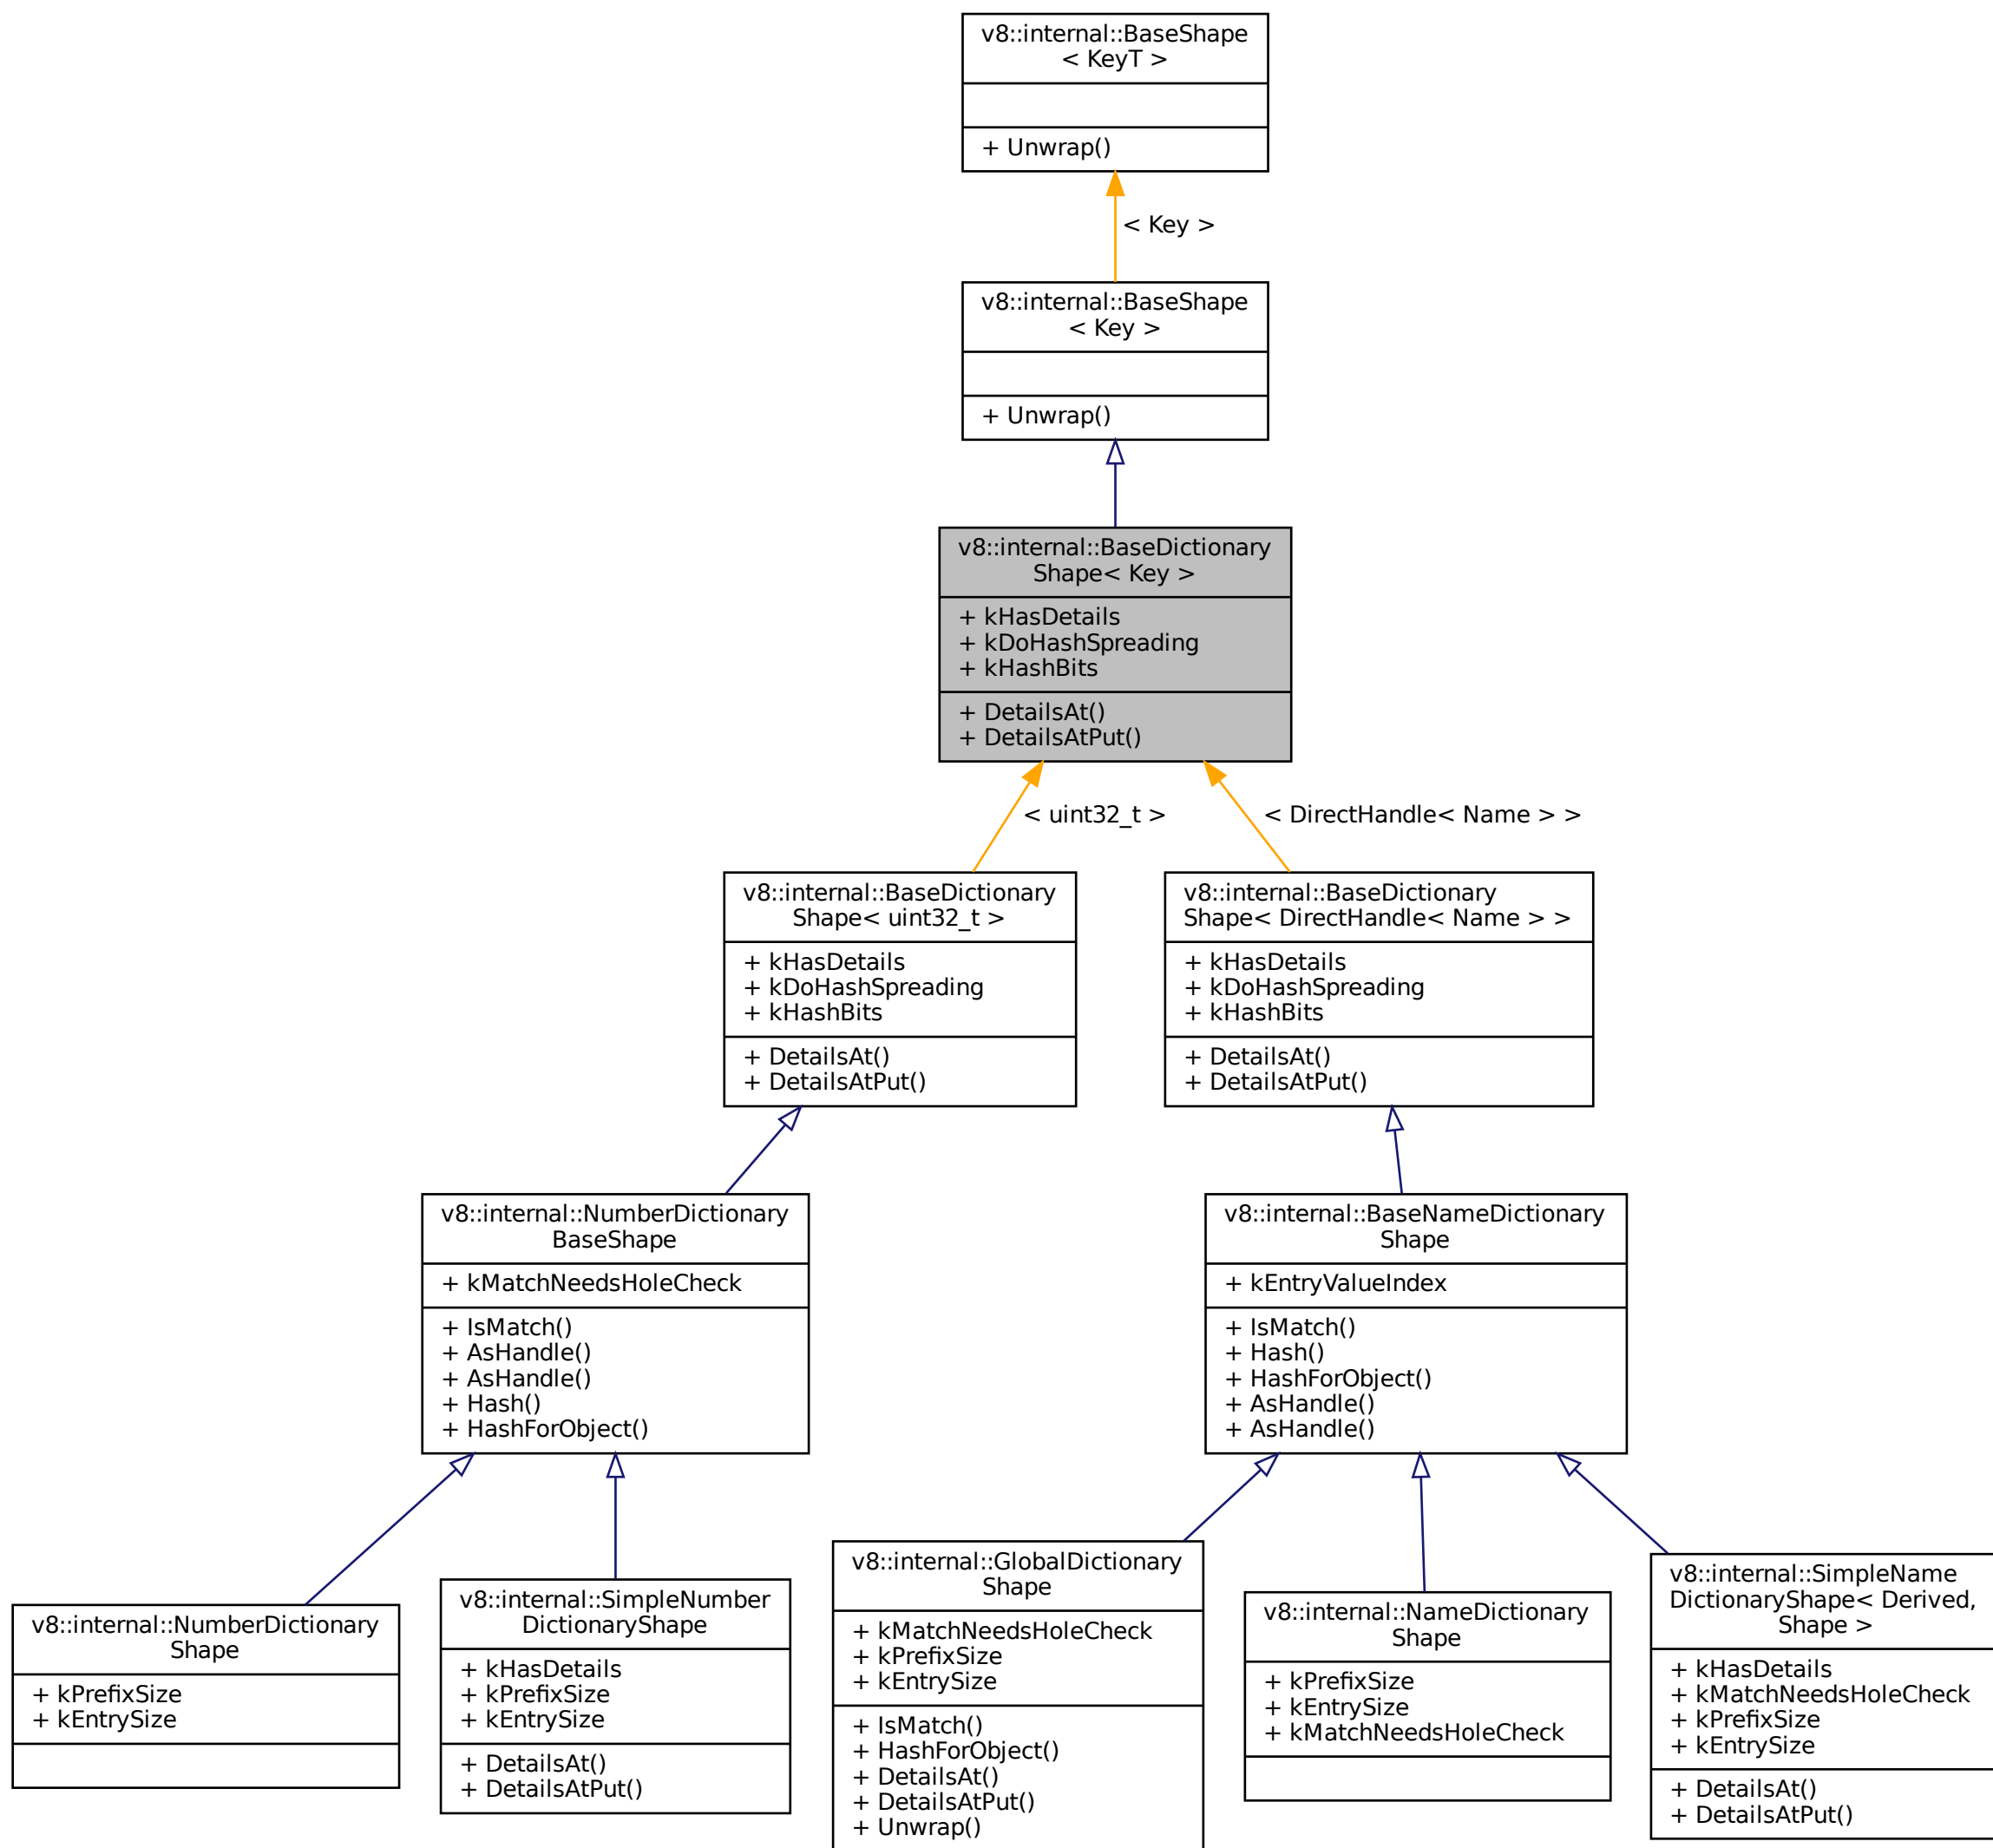 v8::internal::BaseShape
< KeyT >
+ Unwrap()
< Key >
v8::internal::BaseShape
< Key >
+ Unwrap()
v8::internal::BaseDictionary
Shape< Key >
+ kHasDetails
+ kDoHashSpreading
+ kHashBits
+ DetailsAt()
+ DetailsAtPut()
< uint32_t >
< DirectHandle< Name > >
v8::internal::BaseDictionary
Shape< uint32_t >
+ kHasDetails
+ kDoHashSpreading
+ kHashBits
+ DetailsAt()
+ DetailsAtPut()
v8::internal::BaseDictionary
Shape< DirectHandle< Name > >
+ kHasDetails
+ kDoHashSpreading
+ kHashBits
+ DetailsAt()
+ DetailsAtPut()
v8::internal::NumberDictionary
BaseShape
+ kMatchNeedsHoleCheck
+ IsMatch()
+ AsHandle()
+ AsHandle()
+ Hash()
+ HashForObject()
v8::internal::BaseNameDictionary
Shape
+ kEntryValueIndex
+ IsMatch()
+ Hash()
+ HashForObject()
+ AsHandle()
+ AsHandle()
v8::internal::NumberDictionary
Shape
+ kPrefixSize
+ kEntrySize
v8::internal::SimpleNumber
DictionaryShape
+ kHasDetails
+ kPrefixSize
+ kEntrySize
+ DetailsAt()
+ DetailsAtPut()
v8::internal::GlobalDictionary
Shape
+ kMatchNeedsHoleCheck
+ kPrefixSize
+ kEntrySize
+ IsMatch()
+ HashForObject()
+ DetailsAt()
+ DetailsAtPut()
+ Unwrap()
v8::internal::NameDictionary
Shape
+ kPrefixSize
+ kEntrySize
+ kMatchNeedsHoleCheck
v8::internal::SimpleName
DictionaryShape< Derived,
Shape >
+ kHasDetails
+ kMatchNeedsHoleCheck
+ kPrefixSize
+ kEntrySize
+ DetailsAt()
+ DetailsAtPut()